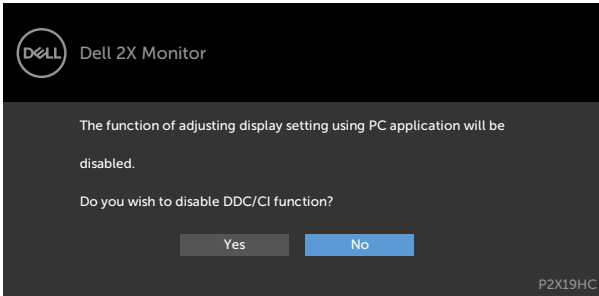 DELL
Dell 2X Monitor
The function of adjusting display setting using PC application will be
disabled.
Do you wish to disable DDC/CI function?
Yes No
P2X19HC